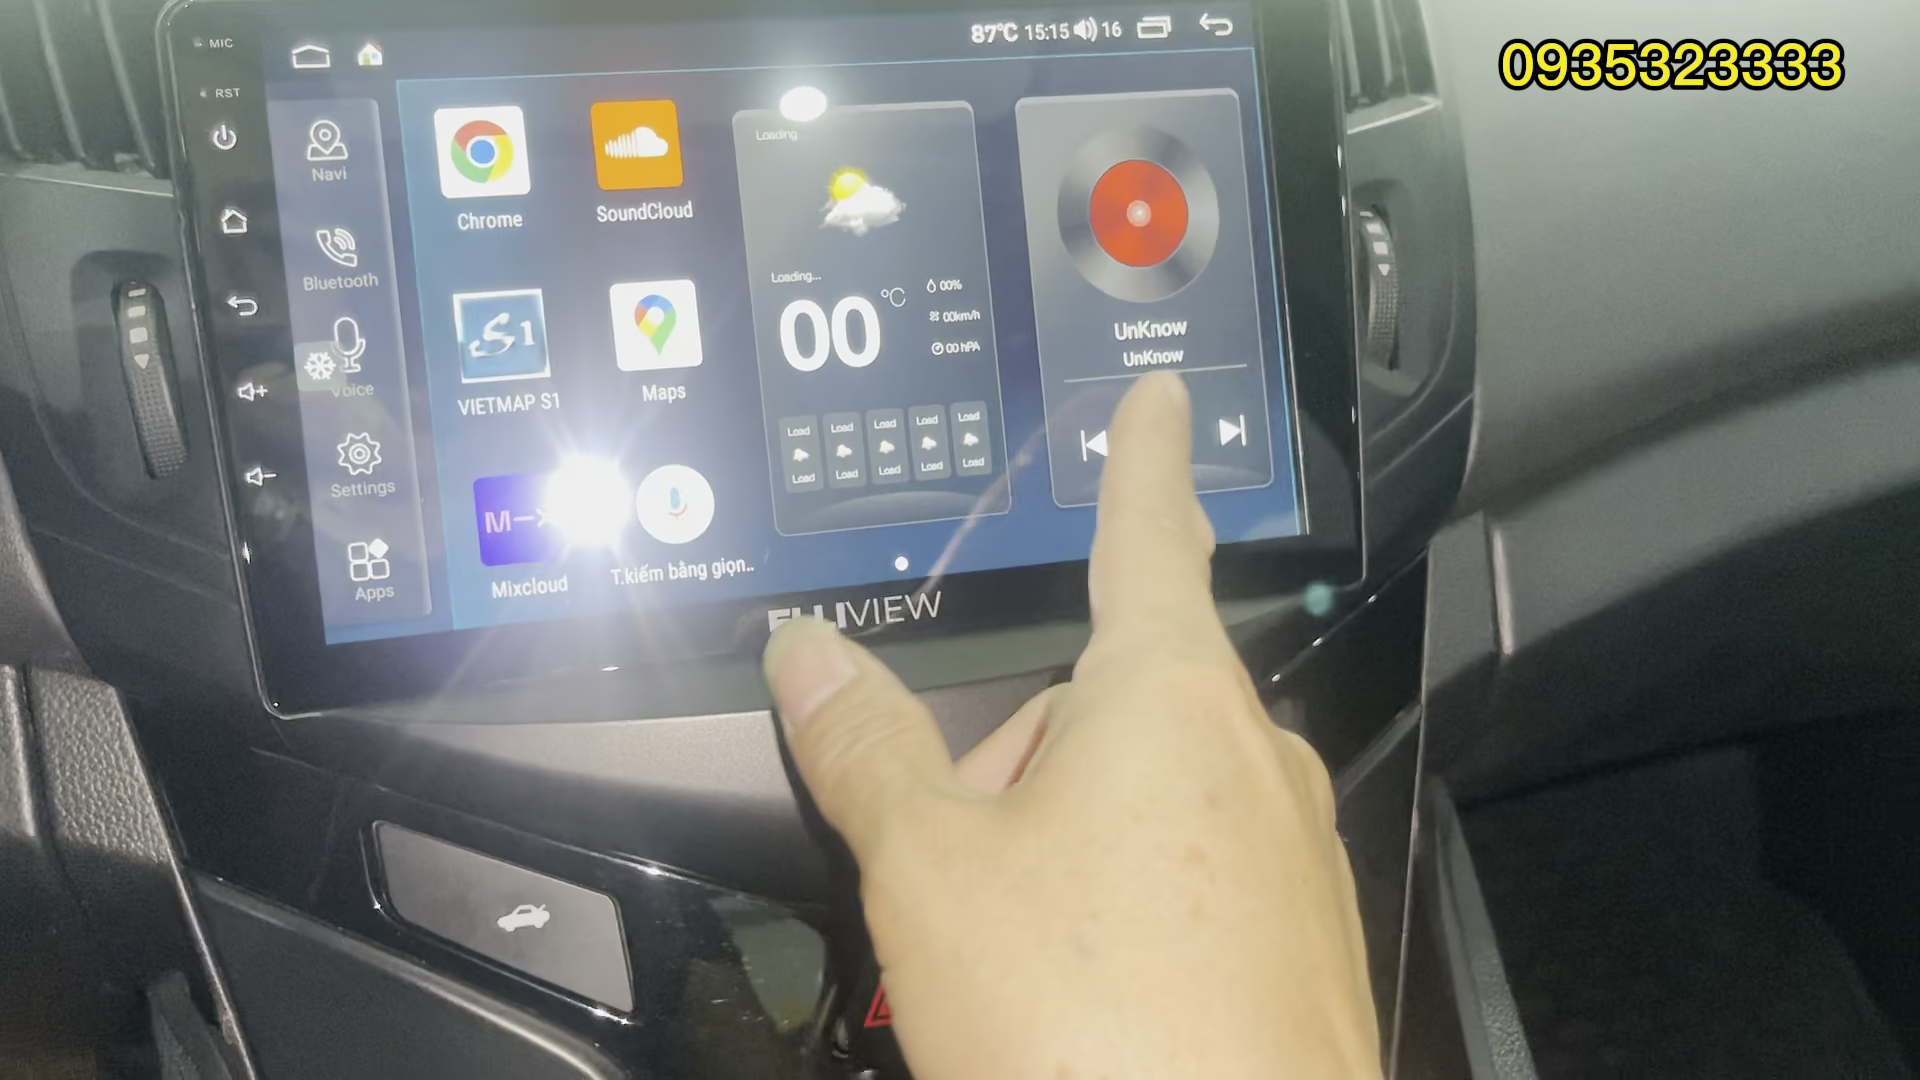 0935323333
MIC
RST
87°C 15:15 16
Navi
Bluetooth
Voice
Settings
Apps
Chrome
SoundCloud
VIETMAP S1
S1
Maps
M
Mixcloud
T.kiếm bằng giọn..
Loading
Loading...
00 °C
00%
00km/h
00 hPA
Load Load Load Load Load
Load Load Load Load Load
UnKnow
UnKnow
VIEW